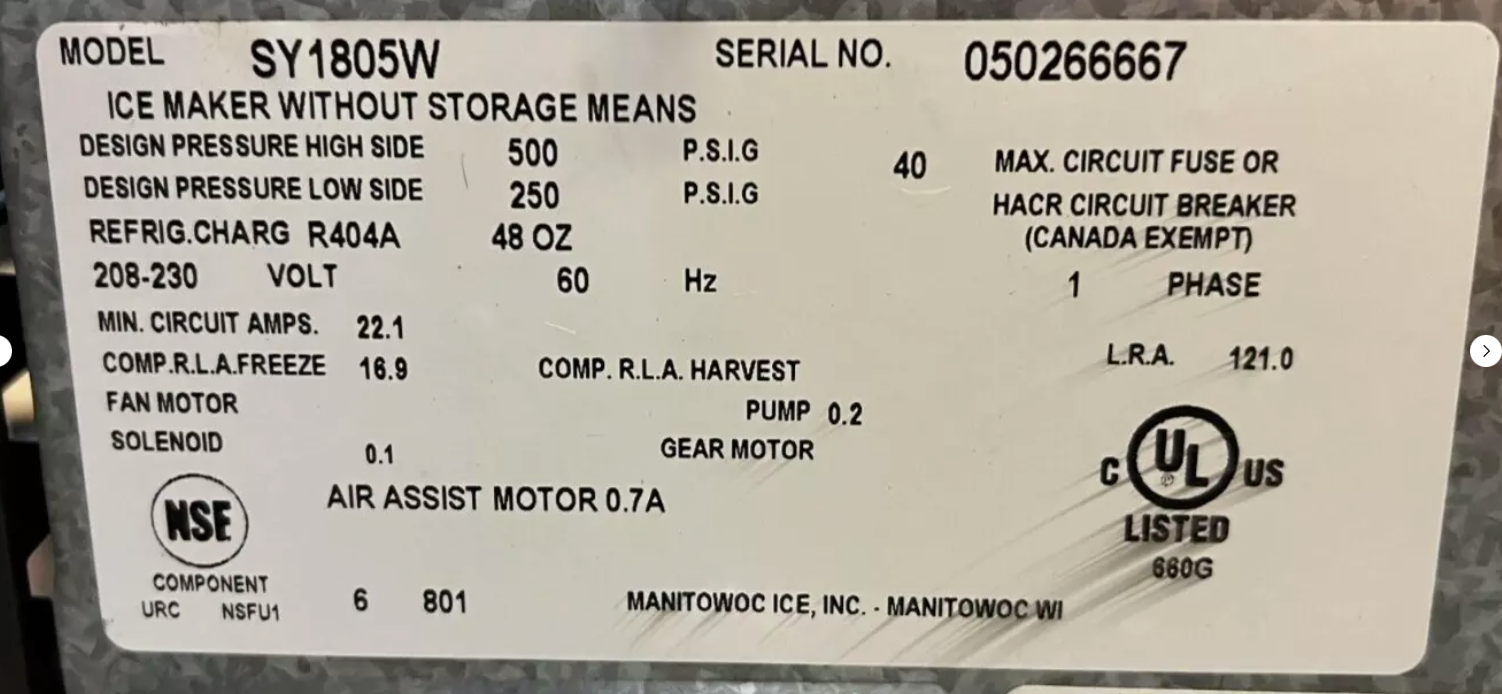 MODEL SY1805W SERIAL NO. 050266667
ICE MAKER WITHOUT STORAGE MEANS
DESIGN PRESSURE HIGH SIDE 500 P.S.I.G 40 MAX. CIRCUIT FUSE OR
DESIGN PRESSURE LOW SIDE 250 P.S.I.G HACR CIRCUIT BREAKER
REFRIG.CHARG R404A 48 OZ (CANADA EXEMPT)
208-230 VOLT 60 Hz 1 PHASE
MIN. CIRCUIT AMPS. 22.1
COMP.R.L.A.FREEZE 16.9 COMP. R.L.A. HARVEST L.R.A. 121.0
FAN MOTOR PUMP 0.2
SOLENOID 0.1 GEAR MOTOR
C UL US
NSE AIR ASSIST MOTOR 0.7A
LISTED
660G
COMPONENT
URC NSFU1 6 801 MANITOWOC ICE, INC. - MANITOWOC WI